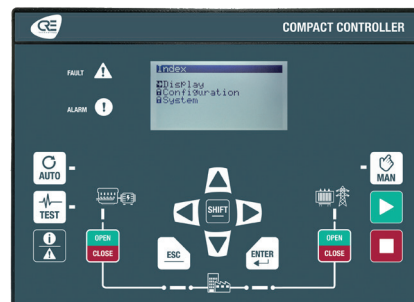 CRE
COMPACT CONTROLLER
FAULT
ALARM
Index
Display
Configuration
System
AUTO
MAN
TEST
SHIFT
OPEN
CLOSE
ESC
ENTER
OPEN
CLOSE